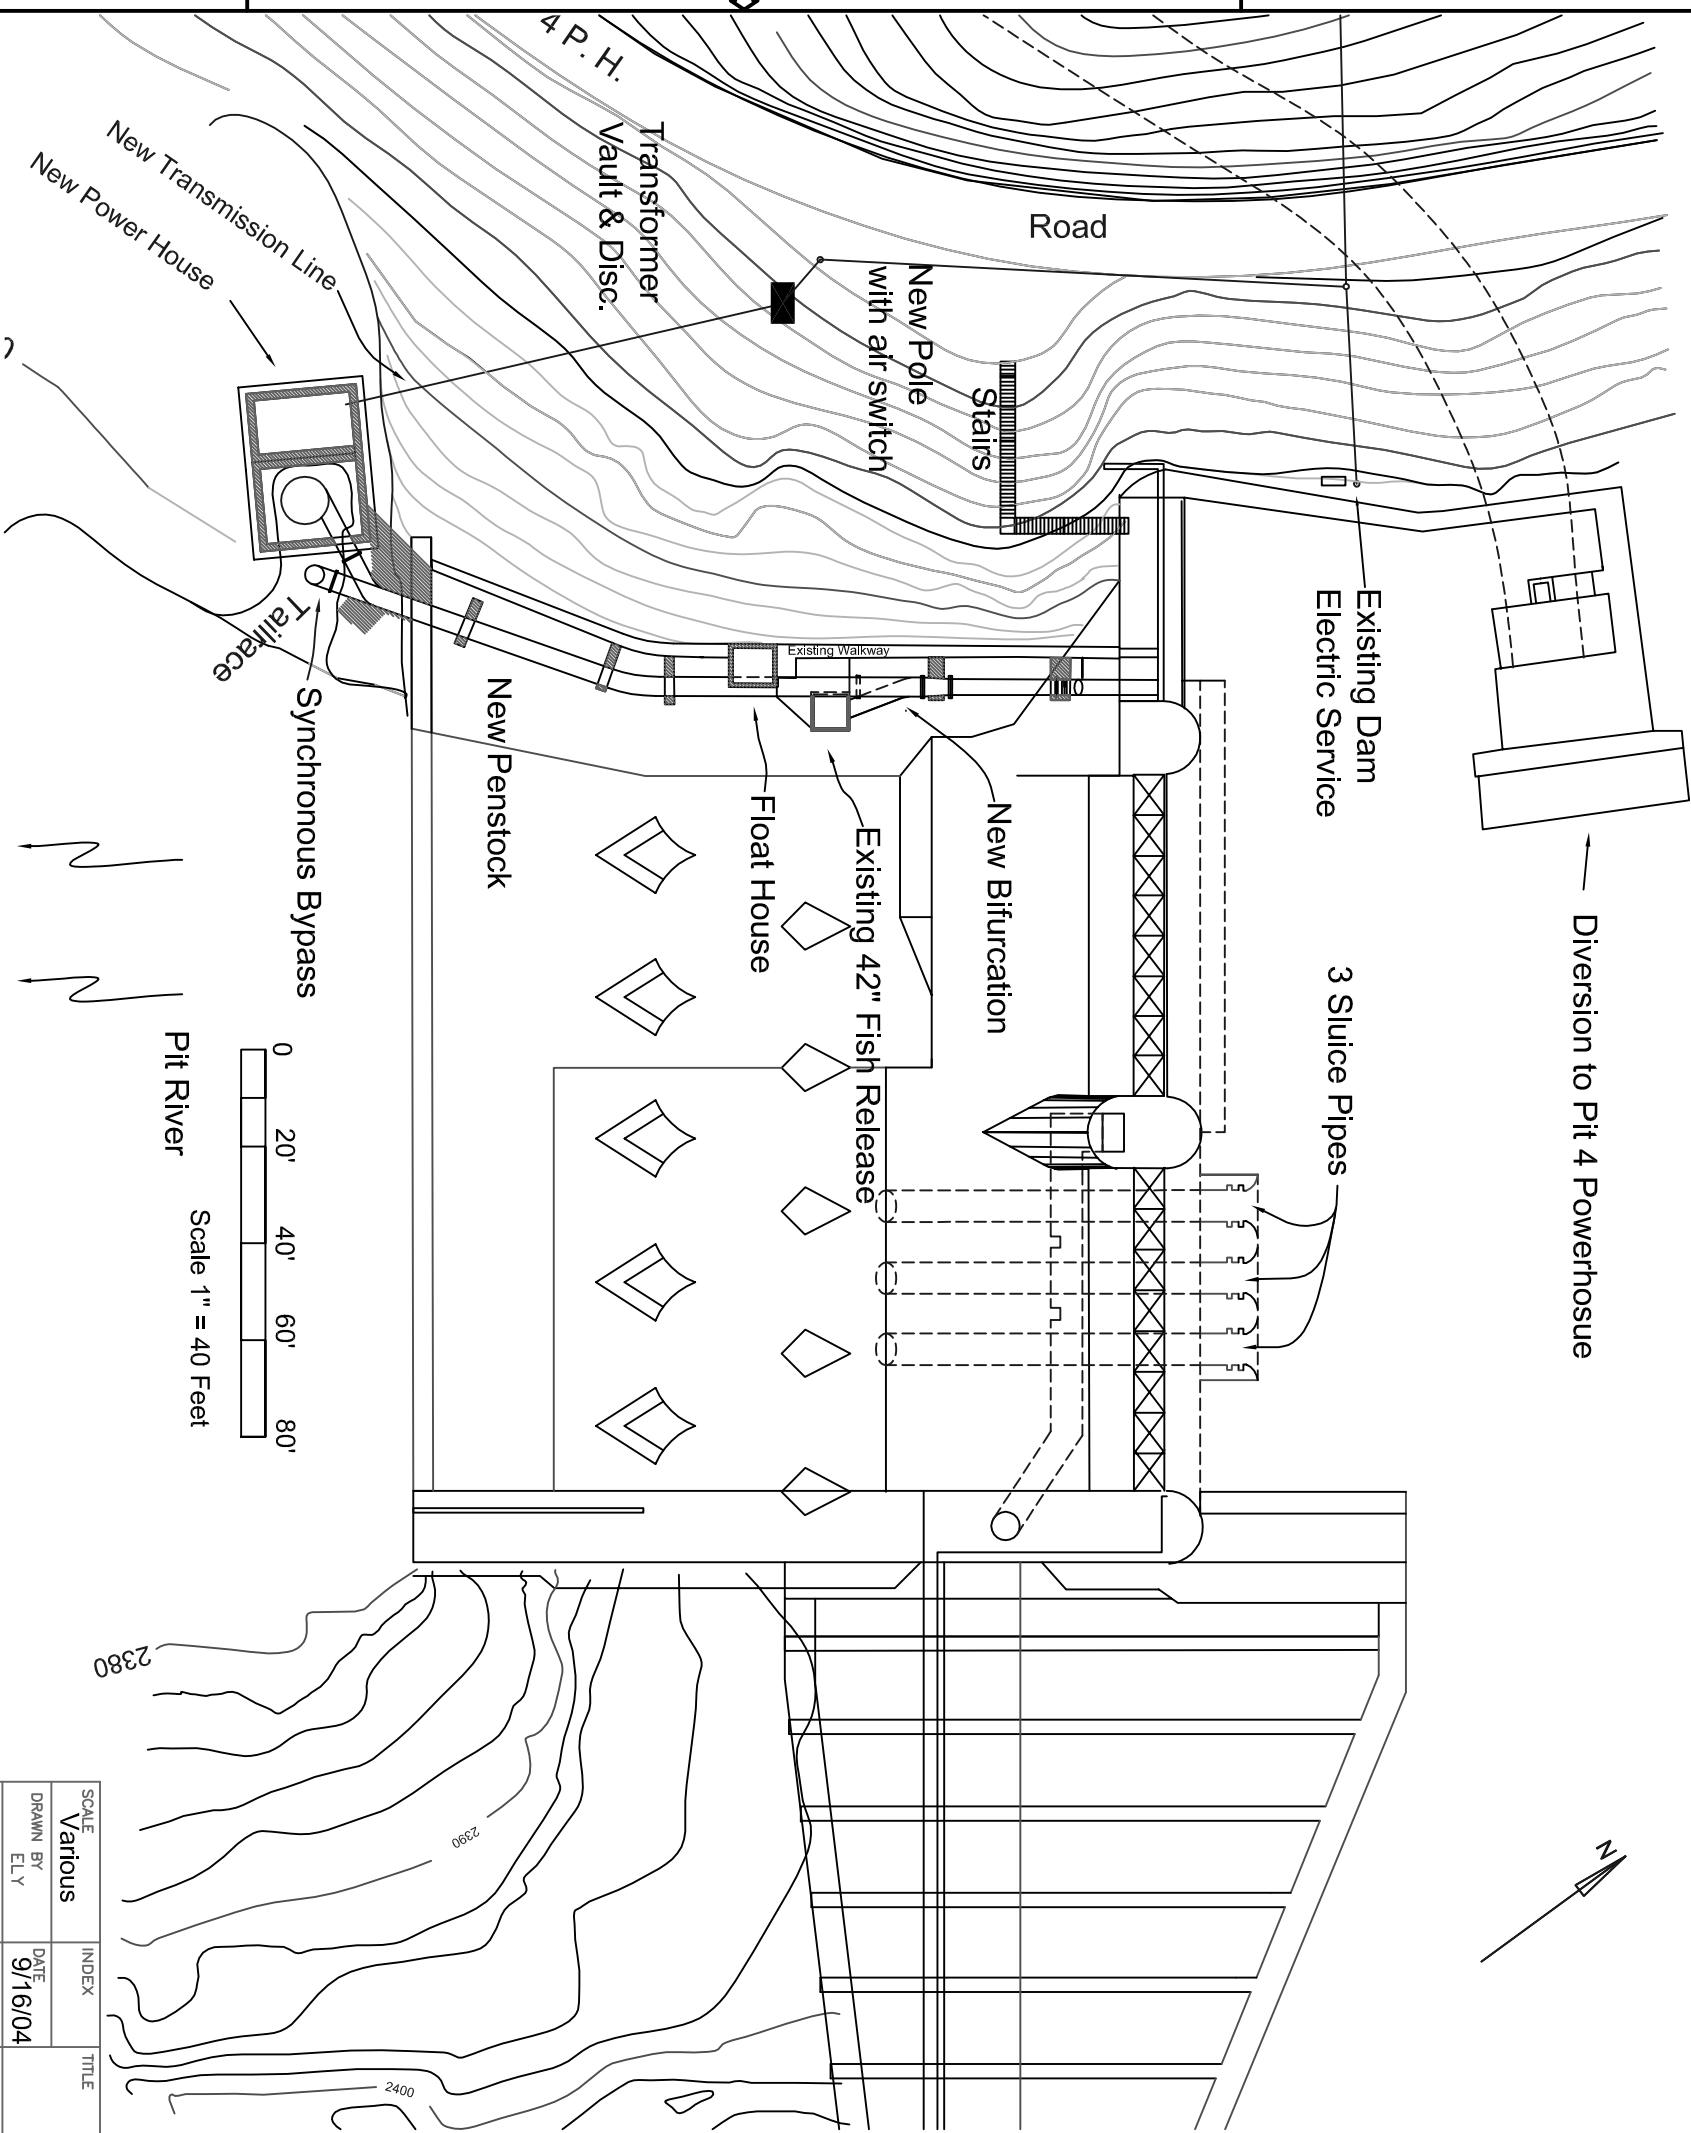 4 P. H.
Road
New Transmission Line
New Power House
Transformer
Vault & Disc.
New Pole
with air switch
Stairs
Existing Dam
Electric Service
Diversion to Pit 4 Powerhosue
3 Sluice Pipes
Existing Walkway
New Bifurcation
Existing 42" Fish Release
Float House
New Penstock
Synchronous Bypass
Tailrace
Pit River
0 20' 40' 60' 80'
Scale 1" = 40 Feet
2380
2390
2400
N
SCALE
Various
DRAWN BY
ELY
INDEX
DATE
9/16/04
TITLE